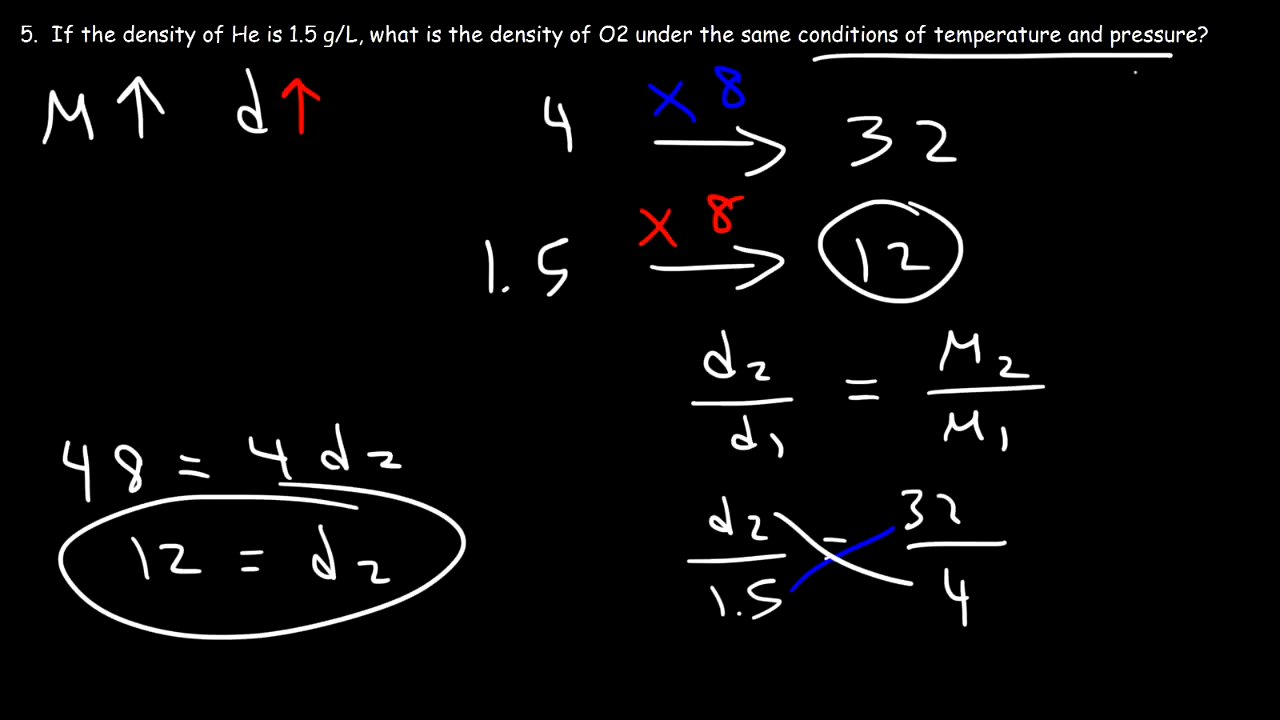 5. If the density of He is 1.5 g/L, what is the density of O2 under the same conditions of temperature and pressure?
M ↑ d ↑
4 x 8 → 32
1.5 x 8 → 12
d2/d1 = M2/M1
48 = 4 d2
12 = d2
d2/1.5 = 32/4